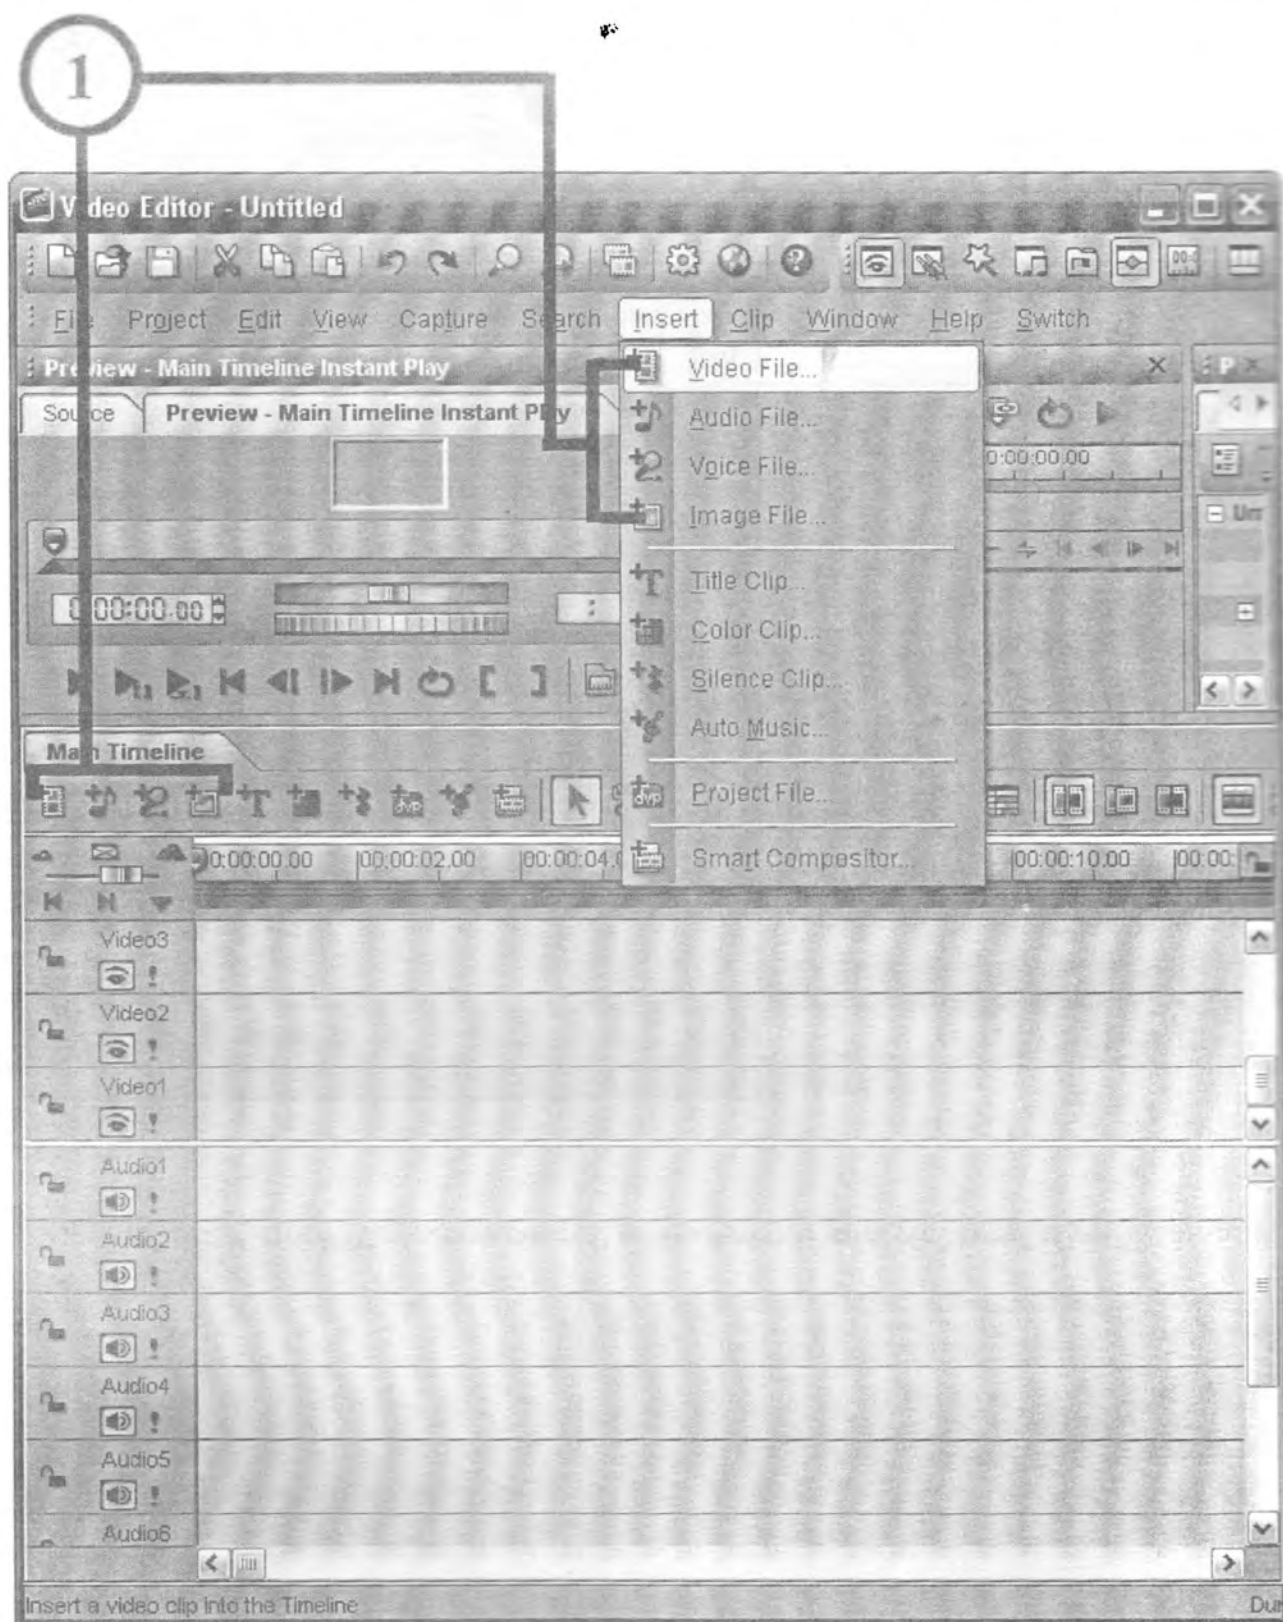 1
Video Editor - Untitled
File Project Edit View Capture Search Insert Clip Window Help Switch
Preview - Main Timeline Instant Play
P
Source Preview - Main Timeline Instant Play
Video File...
Audio File...
Voice File...
Image File...
Title Clip...
Color Clip...
Silence Clip...
Auto Music...
Project File...
Smart Compositor...
0:00:00.00
0:00:00.00
Main Timeline
0:00:00.00 00:00:02.00 00:00:04.0 00:00:10.00 00:00:
Video3
Video2
Video1
Audio1
Audio2
Audio3
Audio4
Audio5
Audio6
Insert a video clip into the Timeline